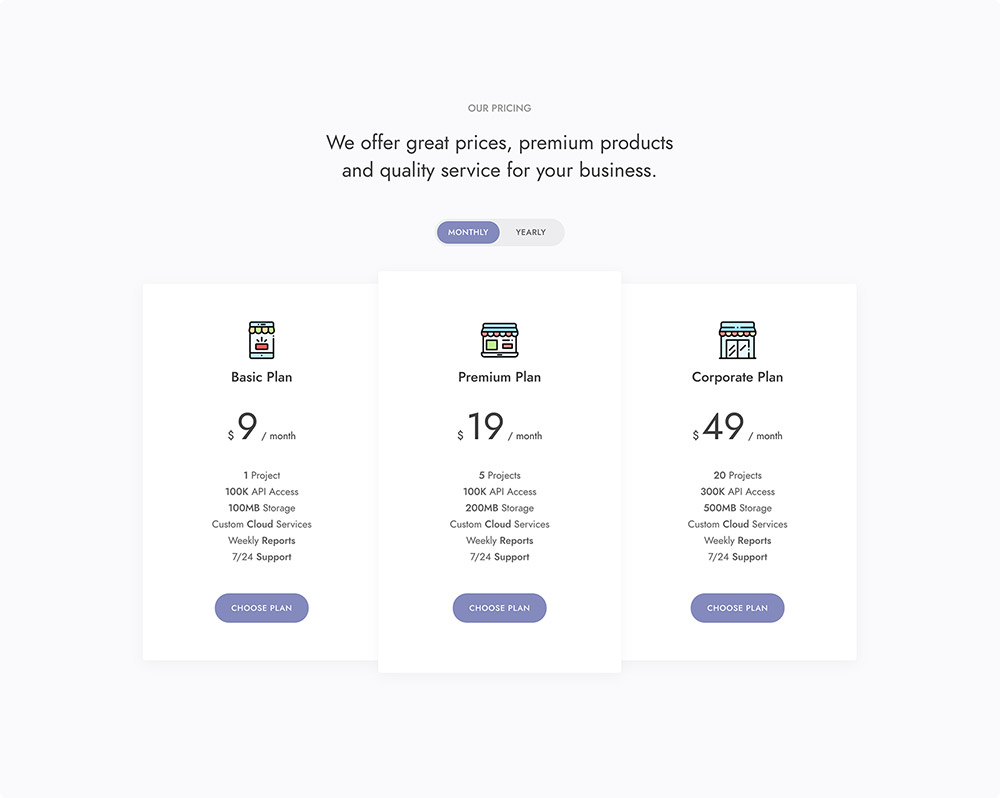 OUR PRICING
We offer great prices, premium products
and quality service for your business.
MONTHLY
YEARLY
Basic Plan
$ 9 / month
1 Project
100K API Access
100MB Storage
Custom Cloud Services
Weekly Reports
7/24 Support
CHOOSE PLAN
Premium Plan
$ 19 / month
5 Projects
100K API Access
200MB Storage
Custom Cloud Services
Weekly Reports
7/24 Support
CHOOSE PLAN
Corporate Plan
$ 49 / month
20 Projects
300K API Access
500MB Storage
Custom Cloud Services
Weekly Reports
7/24 Support
CHOOSE PLAN